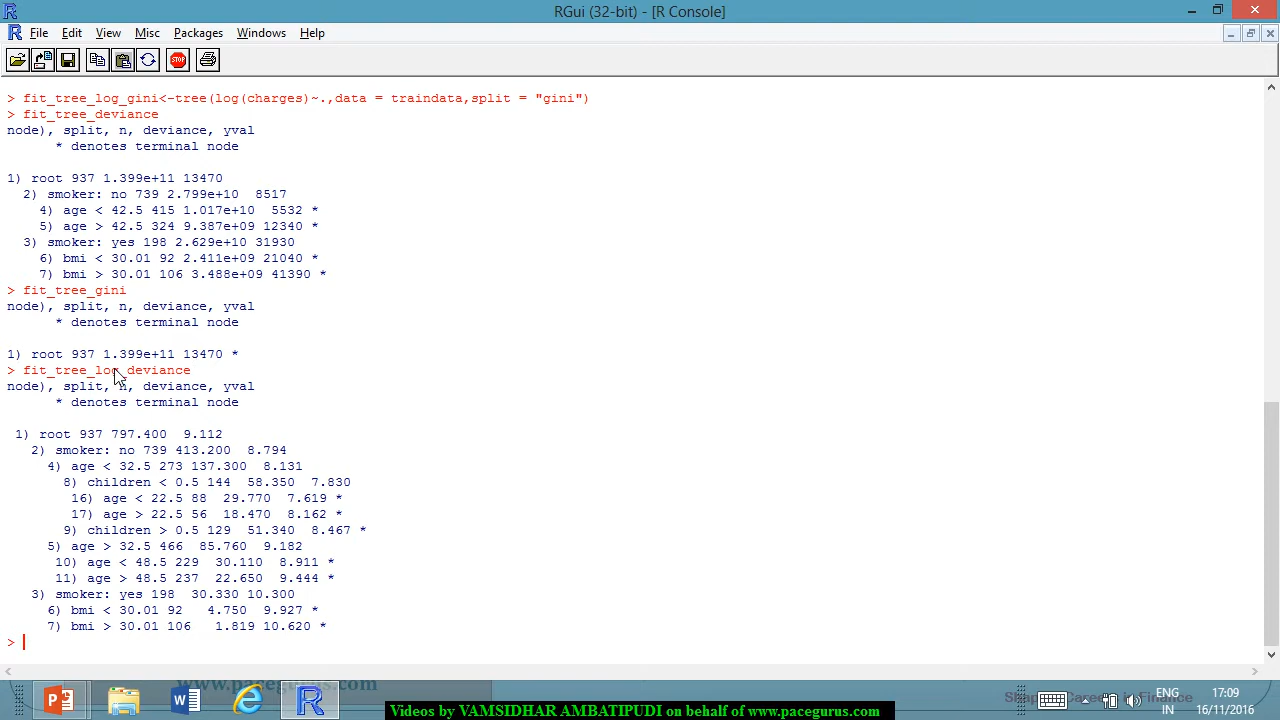 RGui (32-bit) - [R Console]
File Edit View Misc Packages Windows Help
STOP
> fit_tree_log_gini<-tree(log(charges)~.,data = traindata,split = "gini")
> fit_tree_deviance
node), split, n, deviance, yval
* denotes terminal node
1) root 937 1.399e+11 13470
2) smoker: no 739 2.799e+10 8517
4) age < 42.5 415 1.017e+10 5532 *
5) age > 42.5 324 9.387e+09 12340 *
3) smoker: yes 198 2.629e+10 31930
6) bmi < 30.01 92 2.411e+09 21040 *
7) bmi > 30.01 106 3.488e+09 41390 *
> fit_tree_gini
node), split, n, deviance, yval
* denotes terminal node
1) root 937 1.399e+11 13470 *
> fit_tree_log_deviance
node), split, n, deviance, yval
* denotes terminal node
1) root 937 797.400 9.112
2) smoker: no 739 413.200 8.794
4) age < 32.5 273 137.300 8.131
8) children < 0.5 144 58.350 7.830
16) age < 22.5 88 29.770 7.619 *
17) age > 22.5 56 18.470 8.162 *
9) children > 0.5 129 51.340 8.467 *
5) age > 32.5 466 85.760 9.182
10) age < 48.5 229 30.110 8.911 *
11) age > 48.5 237 22.650 9.444 *
3) smoker: yes 198 30.330 10.300
6) bmi < 30.01 92 4.750 9.927 *
7) bmi > 30.01 106 1.819 10.620 *
>
www.pacegurus.com
ENG
IN
17:09
16/11/2016
Videos by VAMSIDHAR AMBATIPUDI on behalf of www.pacegurus.com